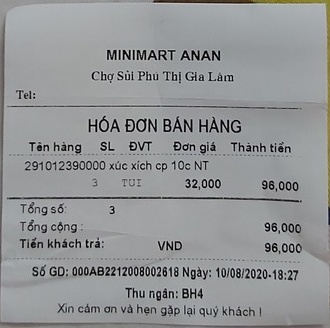 MINIMART ANAN
Chợ Sủi Phú Thị Gia Lâm
Tel:
HÓA ĐƠN BÁN HÀNG
Tên hàng SL ĐVT Đơn giá Thành tiền
291012390000 xúc xích cp 10c NT
3 TUI 32,000 96,000
Tổng số: 3
Tổng cộng : 96,000
Tiền khách trả: VND 96,000
Số GD: 000AB2212008002618 Ngày: 10/08/2020-18:27
Thu ngân: BH4
Xin cảm ơn và hẹn gặp lại quý khách !